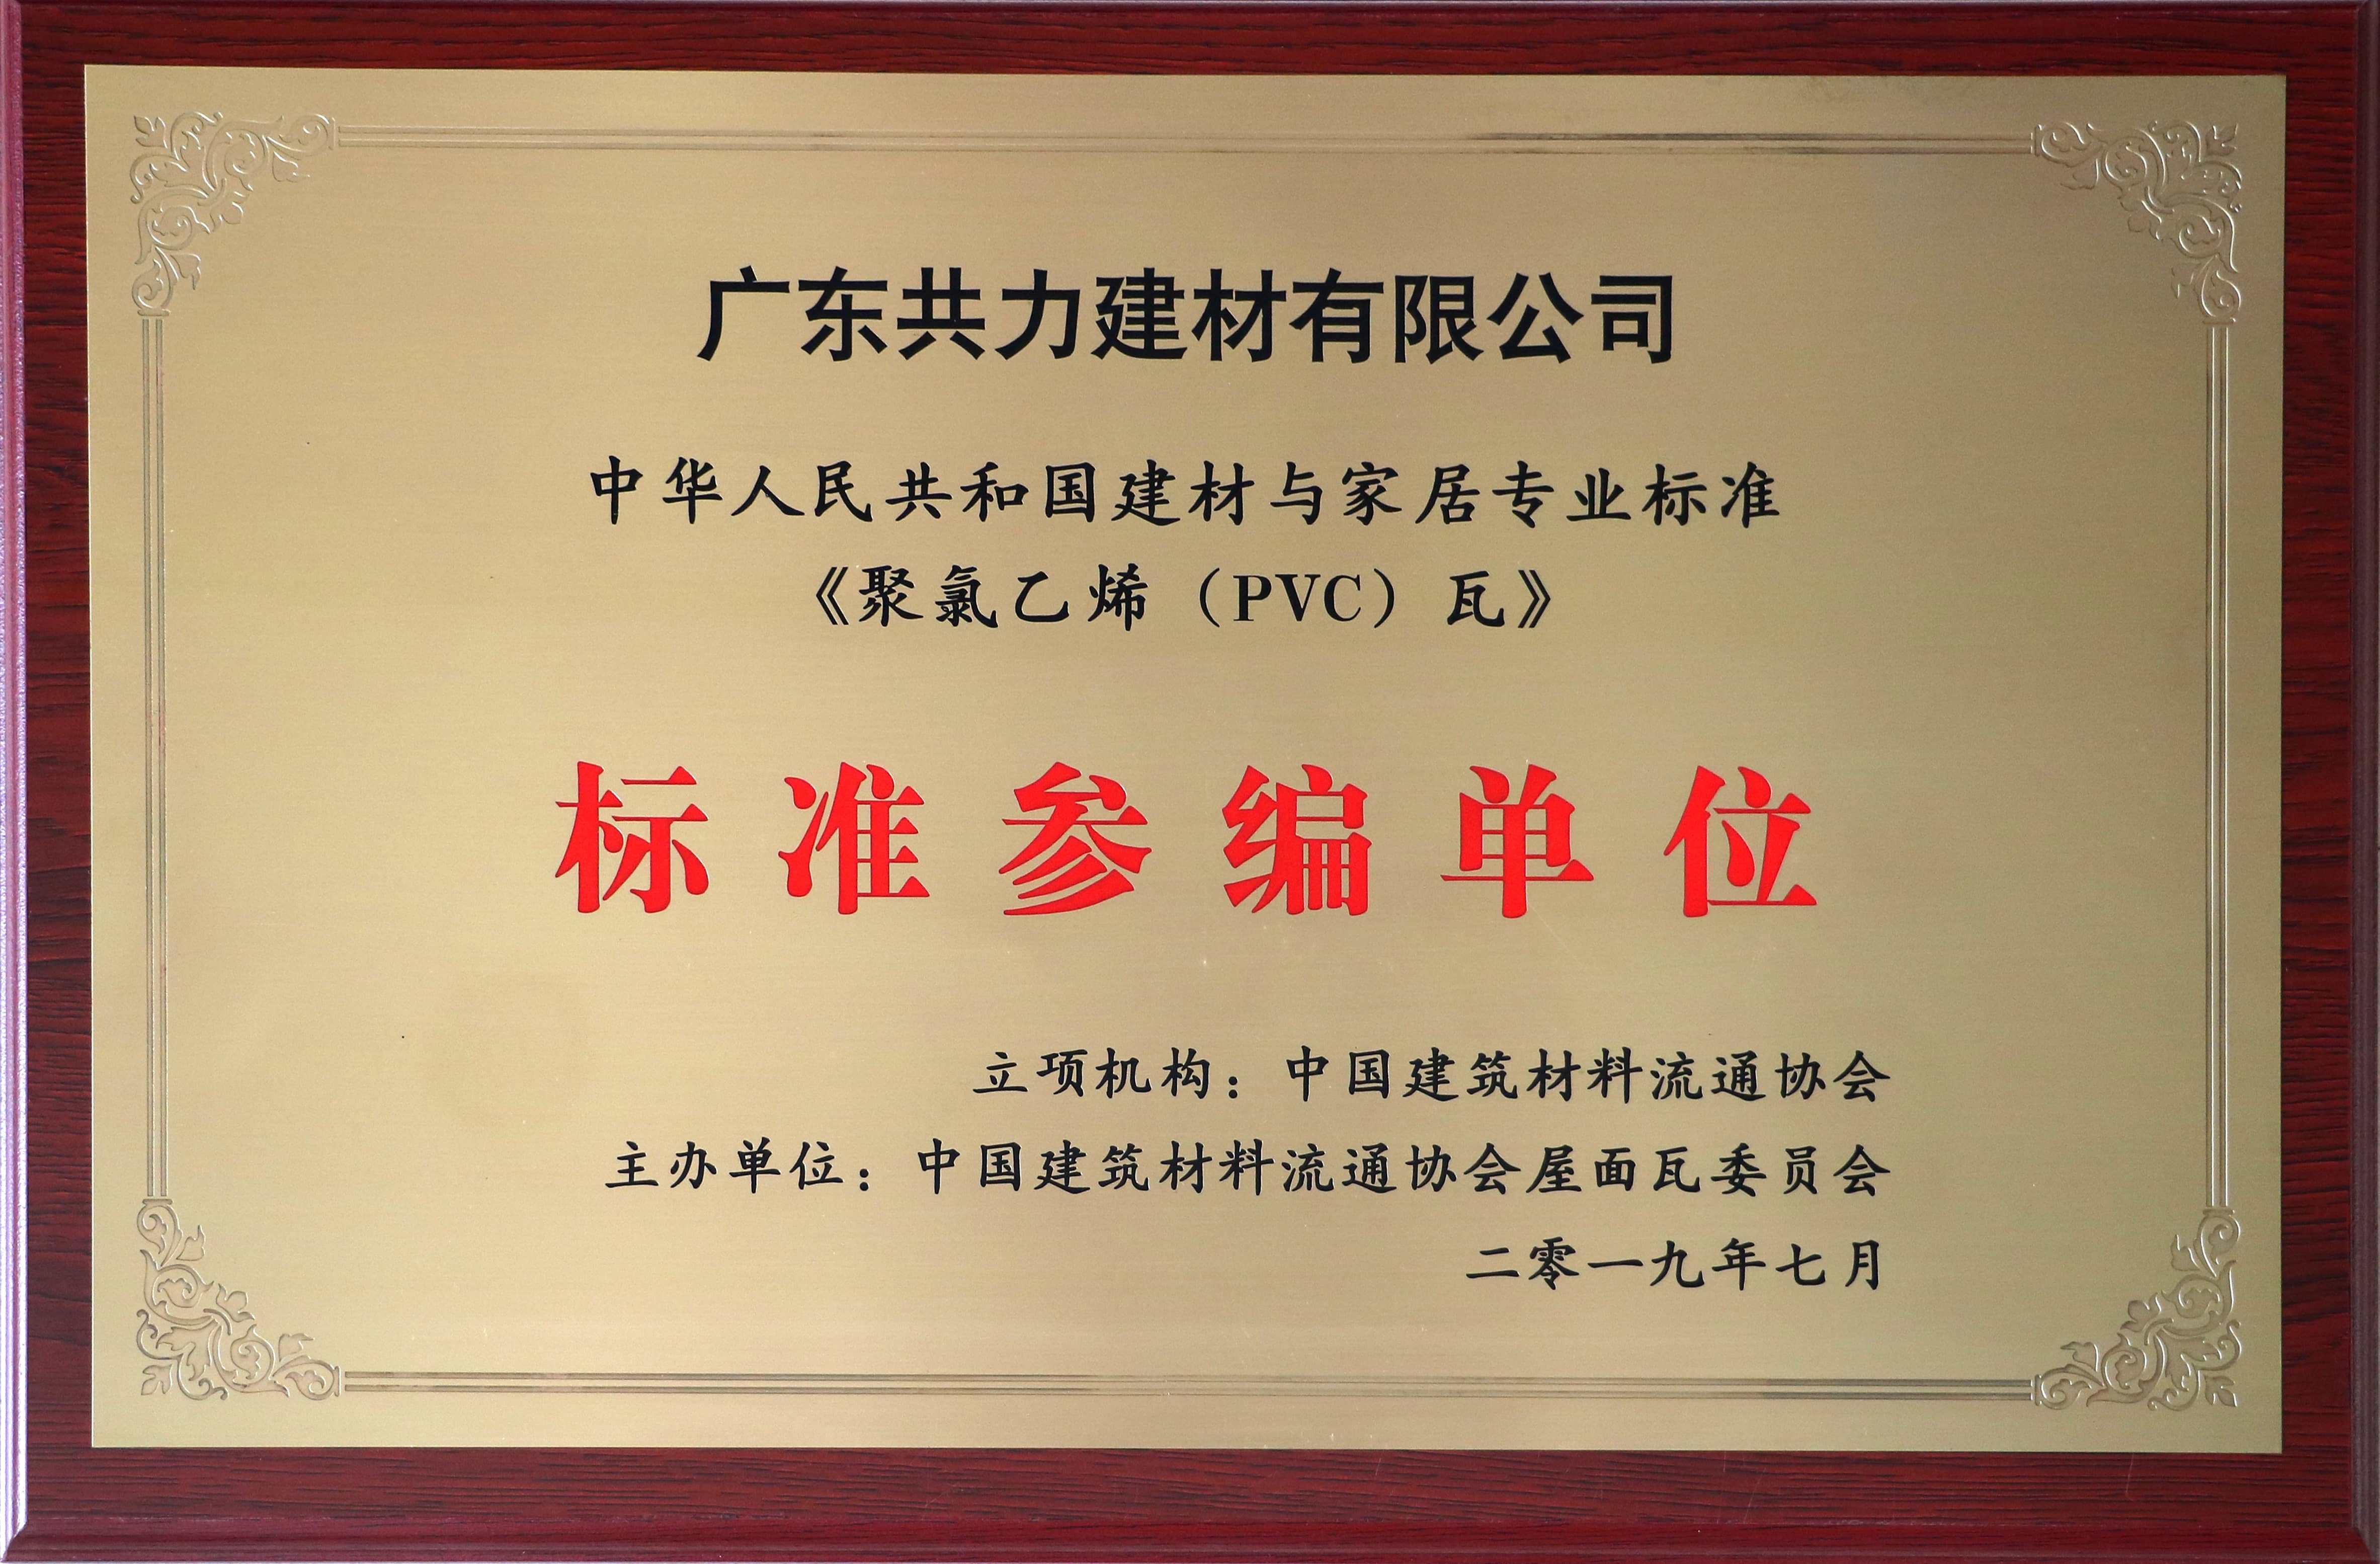 广东共力建材有限公司
中华人民共和国建材与家居专业标准
《聚氯乙烯（PVC）瓦》
标准参编单位
立项机构：中国建筑材料流通协会
主办单位：中国建筑材料流通协会屋面瓦委员会
二零一九年七月